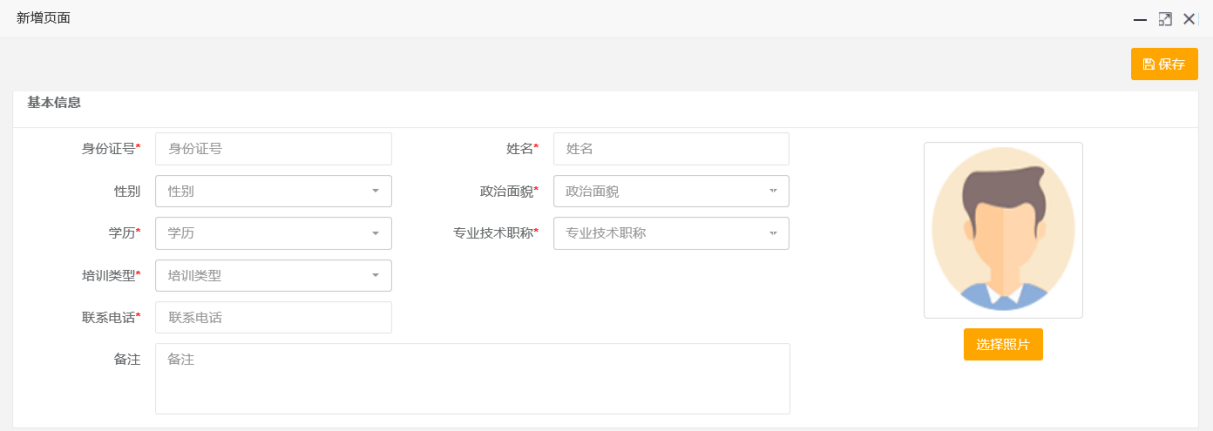 新增页面
保存
基本信息
身份证号* 身份证号 姓名* 姓名
性别 性别 政治面貌* 政治面貌
学历* 学历 专业技术职称* 专业技术职称
培训类型* 培训类型
联系电话* 联系电话
选择照片
备注 备注